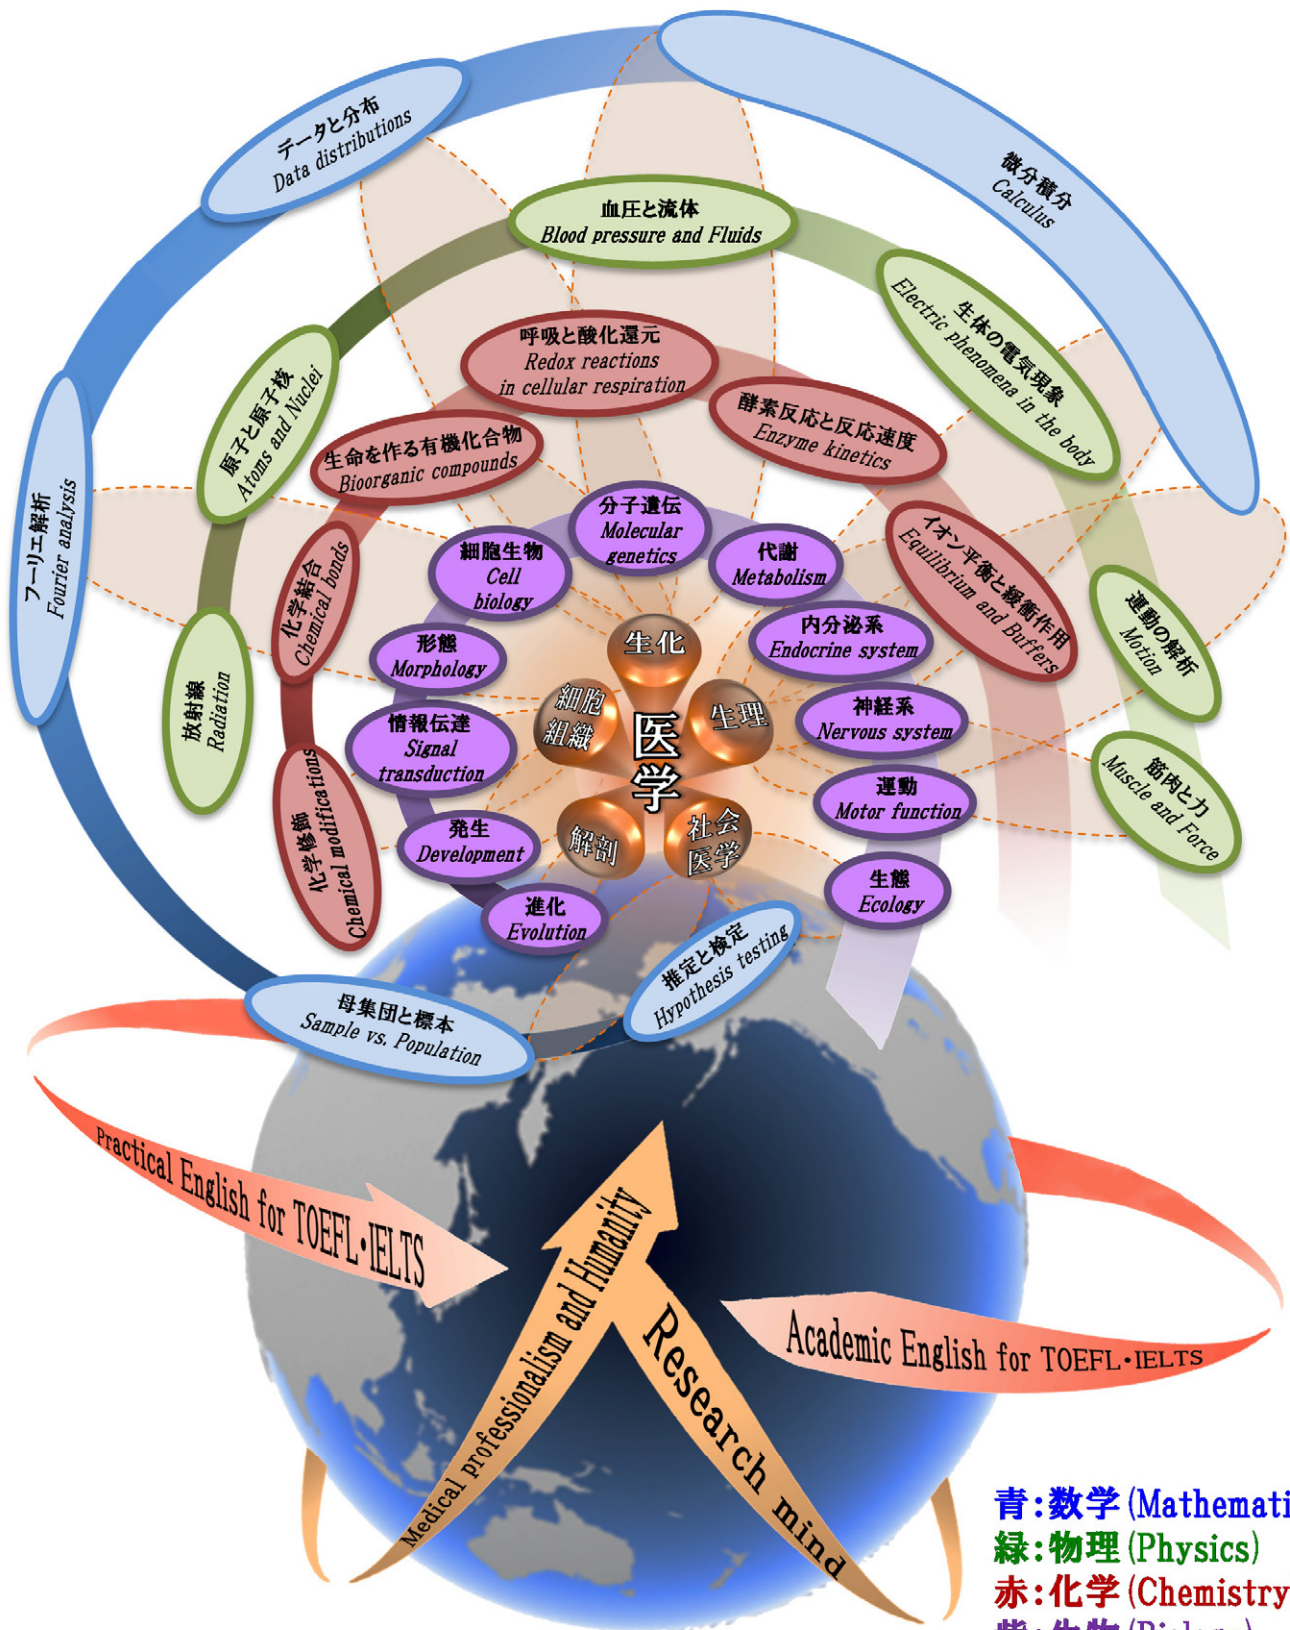 データと分布
Data distributions
微分積分
Calculus
血圧と流体
Blood pressure and Fluids
生体の電気現象
Electric phenomena in the body
呼吸と酸化還元
Redox reactions
in cellular respiration
原子と原子核
Atoms and Nuclei
酵素反応と反応速度
Enzyme kinetics
生命を作る有機化合物
Bioorganic compounds
フーリエ解析
Fourier analysis
分子遺伝
Molecular
genetics
細胞生物
Cell
biology
代謝
Metabolism
イオン平衡と緩衝作用
Equilibrium and Buffers
化学結合
Chemical bonds
形態
Morphology
内分泌系
Endocrine system
運動の解析
Motion
生化
細胞
組織
生理
医学
放射線
Radiation
情報伝達
Signal
transduction
神経系
Nervous system
運動
Motor function
筋肉と力
Muscle and Force
化学修飾
Chemical modifications
発生
Development
解剖
社会
医学
生態
Ecology
進化
Evolution
推定と検定
Hypothesis testing
母集団と標本
Sample vs. Population
Practical English for TOEFL・IELTS
Medical professionalism and Humanity
Research mind
Academic English for TOEFL・IELTS
青:数学(Mathemati
緑:物理(Physics)
赤:化学(Chemistry
紫:生物(Biology)